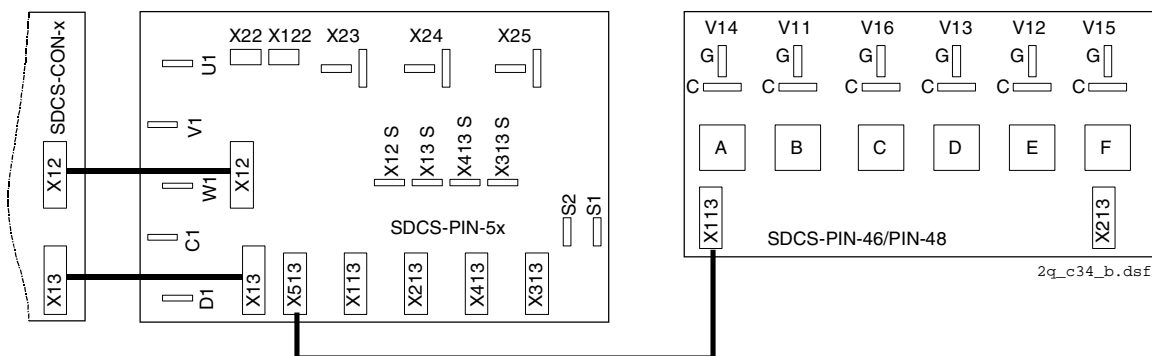 SDCS-CON-x
X12
X13
U1
V1
W1
C1
D1
X22 X122 X23 X24 X25
X12
X12 S
X13 S
X413 S
X313 S
S2
S1
SDCS-PIN-5x
X13
X513
X113
X213
X413
X313
V14 V11 V16 V13 V12 V15
G G G G G G
C C C C C C
A B C D E F
X113
X213
SDCS-PIN-46/PIN-48
2q_c34_b.dsf